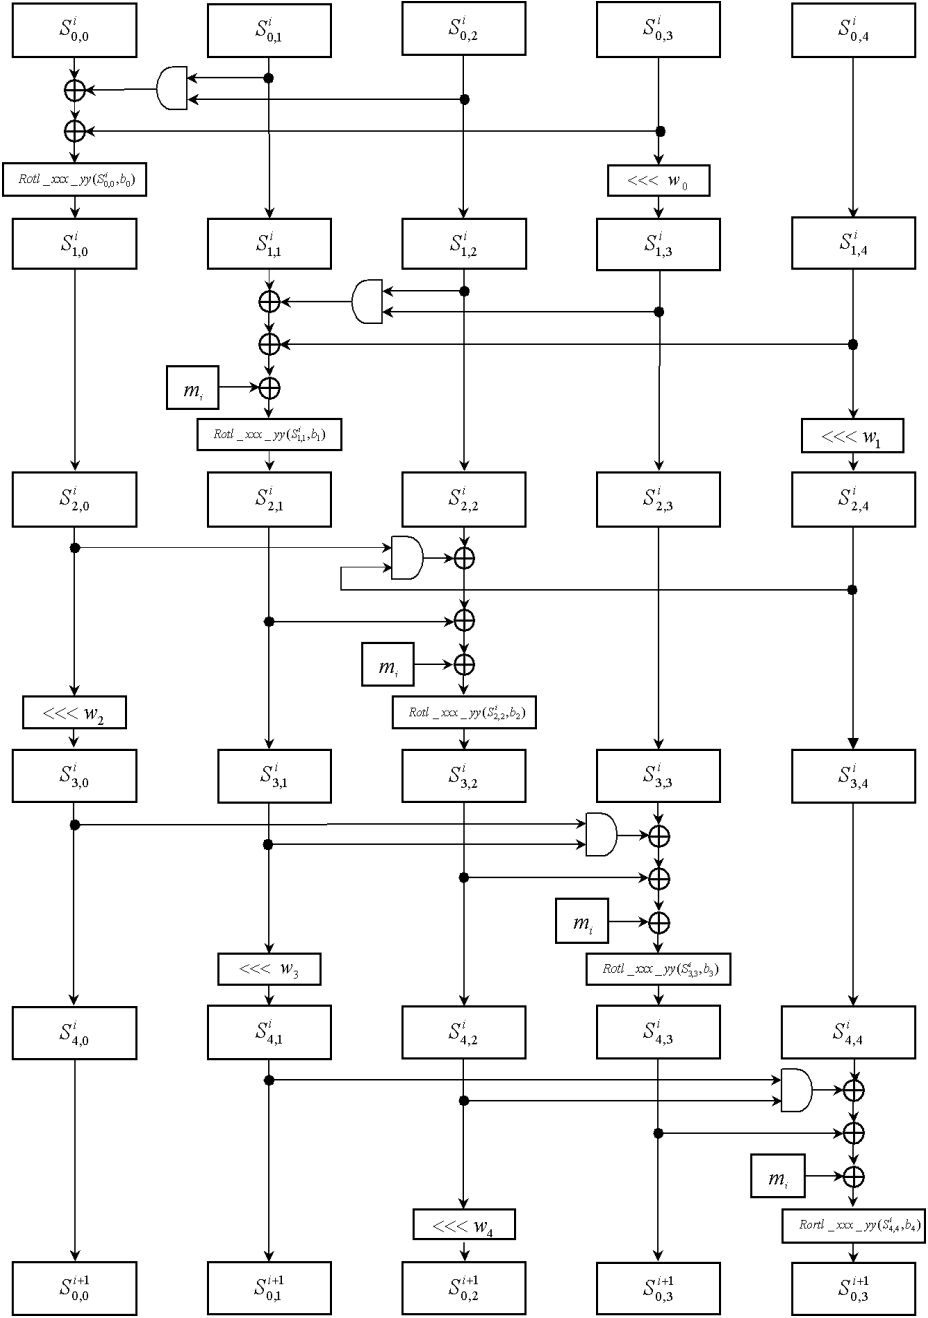 S^i_{0,0} S^i_{0,1} S^i_{0,2} S^i_{0,3} S^i_{0,4}
Rotl_xxx_yy(S^i_{0,0},b_0) <<< w_0
S^i_{1,0} S^i_{1,1} S^i_{1,2} S^i_{1,3} S^i_{1,4}
m_i
Rotl_xxx_yy(S^i_{1,1},b_1) <<< w_1
S^i_{2,0} S^i_{2,1} S^i_{2,2} S^i_{2,3} S^i_{2,4}
m_i
<<< w_2 Rotl_xxx_yy(S^i_{2,2},b_2)
S^i_{3,0} S^i_{3,1} S^i_{3,2} S^i_{3,3} S^i_{3,4}
m_i
<<< w_3 Rotl_xxx_yy(S^i_{3,3},b_3)
S^i_{4,0} S^i_{4,1} S^i_{4,2} S^i_{4,3} S^i_{4,4}
m_i
<<< w_4 Rortl_xxx_yy(S^i_{4,4},b_4)
S^{i+1}_{0,0} S^{i+1}_{0,1} S^{i+1}_{0,2} S^{i+1}_{0,3} S^{i+1}_{0,3}